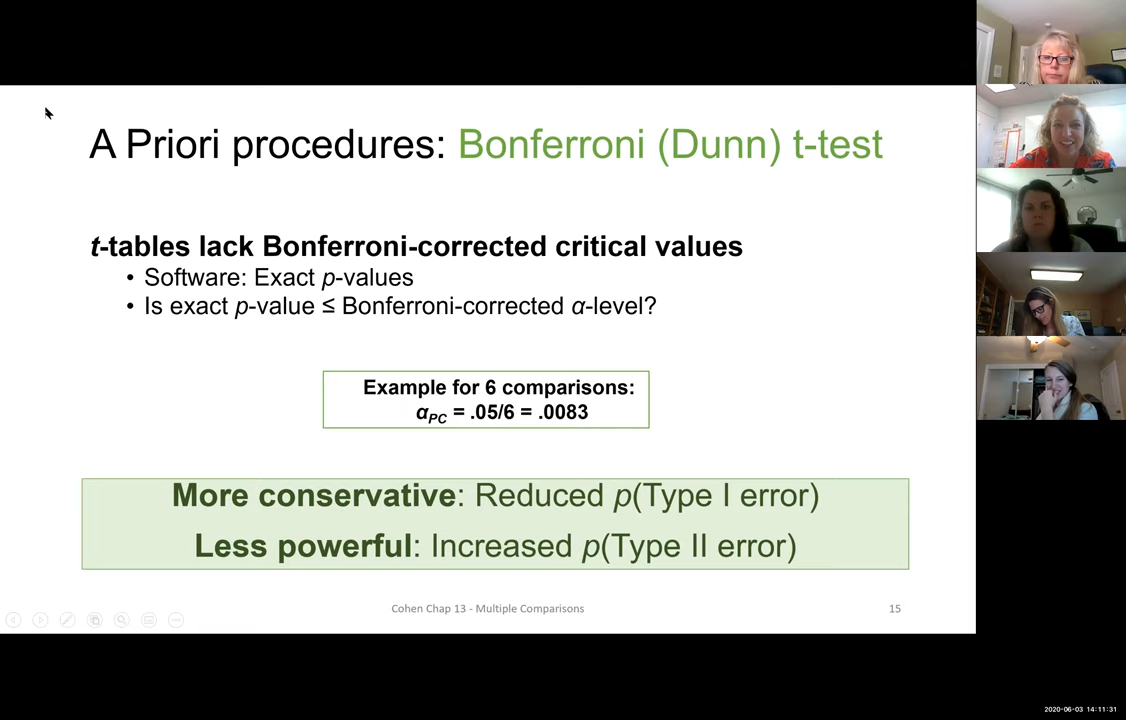 A Priori procedures: Bonferroni (Dunn) t-test
t-tables lack Bonferroni-corrected critical values
• Software: Exact p-values
• Is exact p-value ≤ Bonferroni-corrected α-level?
Example for 6 comparisons:
αPC = .05/6 = .0083
More conservative: Reduced p(Type I error)
Less powerful: Increased p(Type II error)
Cohen Chap 13 - Multiple Comparisons
15
2020-06-03 14:11:31